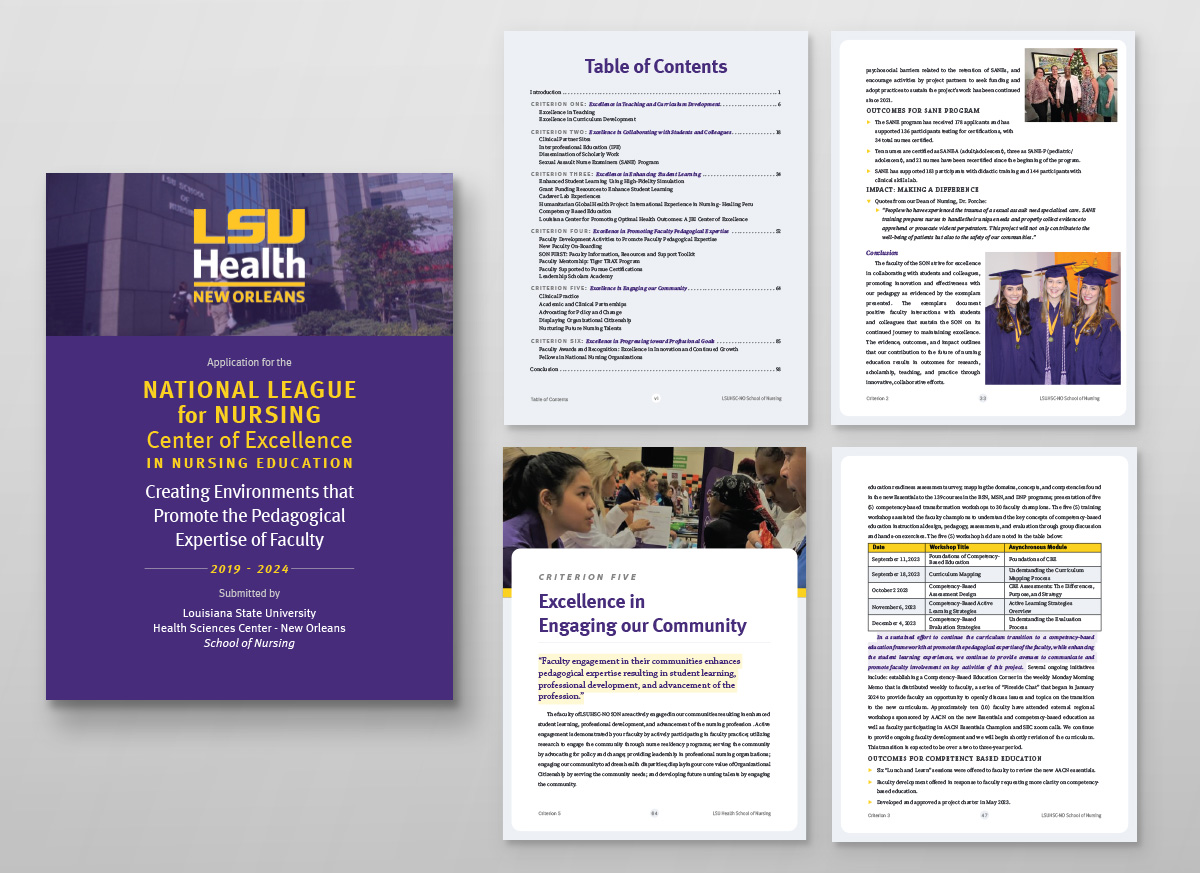 LSU
Health
NEW ORLEANS
Application for the
NATIONAL LEAGUE
for NURSING
Center of Excellence
IN NURSING EDUCATION
Creating Environments that
Promote the Pedagogical
Expertise of Faculty
2019 - 2024
Submitted by
Louisiana State University
Health Sciences Center - New Orleans
School of Nursing
Table of Contents
Introduction 1
CRITERION ONE: Excellence in Teaching and Curriculum Development 6
Excellence in Teaching
Excellence in Curriculum Development
CRITERION TWO: Excellence in Collaborating with Students and Colleagues 18
Clinical Partner Sites
Interprofessional Education (IPE)
Dissemination of Scholarly Work
Sexual Assault Nurse Examiners (SANE) Program
CRITERION THREE: Excellence in Enhancing Student Learning 34
Enhanced Student Learning Using High-Fidelity Simulation
Grant Funding Resources to Enhance Student Learning
Cadaver Lab Experiences
Humanitarian Global Health Project: International Experience in Nursing - Healing Peru
Competency Based Education
Louisiana Center for Promoting Optimal Health Outcomes: A JBI Center of Excellence
CRITERION FOUR: Excellence in Promoting Faculty Pedagogical Expertise 52
Faculty Development Activities to Promote Faculty Pedagogical Expertise
New Faculty On-Boarding
SON FIRST: Faculty Information, Resources and Support Toolkit
Faculty Mentorship: Tiger TRAX Program
Faculty Supported to Pursue Certifications
Leadership Scholars Academy
CRITERION FIVE: Excellence in Engaging our Community 64
Clinical Practice
Academic and Clinical Partnerships
Advocating for Policy and Change
Displaying Organizational Citizenship
Nurturing Future Nursing Talents
CRITERION SIX: Excellence in Progressing toward Professional Goals 85
Faculty Awards and Recognition: Excellence in Innovation and Continued Growth
Fellows in National Nursing Organizations
Conclusion 98
Table of Contents vi LSUHSC-NO School of Nursing
psychosocial barriers related to the retention of SANEs, and
encourage activities by project partners to seek funding and
adopt practices to sustain the project's work has been continued
since 2021.
OUTCOMES FOR SANE PROGRAM
The SANE program has received 178 applicants and has
supported 136 participants testing for certifications, with
34 total nurses certified.
Ten nurses are certified as SANE-A (adult/adolescent), three as SANE-P (pediatric/
adolescent), and 21 nurses have been recertified since the beginning of the program.
SANE has supported 183 participants with didactic training and 144 participants with
clinical skills lab.
IMPACT: MAKING A DIFFERENCE
Quotes from our Dean of Nursing, Dr. Porche:
"People who have experienced the trauma of a sexual assault need specialized care. SANE
training prepares nurses to handle their unique needs and properly collect evidence to
apprehend or prosecute violent perpetrators. This project will not only contribute to the
well-being of patients but also to the safety of our communities."
Conclusion
The faculty of the SON strive for excellence
in collaborating with students and colleagues,
promoting innovation and effectiveness with
our pedagogy as evidenced by the exemplars
presented. The exemplars document
positive faculty interactions with students
and colleagues that sustain the SON on its
continued journey to maintaining excellence.
The evidence, outcomes, and impact outlines
that our contribution to the future of nursing
education results in outcomes for research,
scholarship, teaching, and practice through
innovative, collaborative efforts.
Criterion 2 33 LSUHSC-NO School of Nursing
CRITERION FIVE
Excellence in
Engaging our Community
"Faculty engagement in their communities enhances
pedagogical expertise resulting in student learning,
professional development, and advancement of the
profession."
The faculty of LSUHSC-NO SON are actively engaged in our communities resulting in enhanced
student learning, professional development, and advancement of the nursing profession. Active
engagement is demonstrated by our faculty by actively participating in faculty practice; utilizing
research to engage the community through nurse residency programs; serving the community
by advocating for policy and change; providing leadership in professional nursing organizations;
engaging our community to address health disparities; displaying our core value of Organizational
Citizenship by serving the community needs; and developing future nursing talents by engaging
the community.
Criterion 5 64 LSU Health School of Nursing
education readiness assessment survey, mapping the domains, concepts, and competencies found
in the new Essentials to the 139 courses in the BSN, MSN, and DNP programs; presentation of five
(5) competency-based transformation workshops to 30 faculty champions. The five (5) training
workshops assisted the faculty champions to understand the key concepts of competency-based
education instructional design, pedagogy, assessments, and evaluation through group discussion
and hands-on exercises. The five (5) workshops held are noted in the table below:
Date Workshop Title Asynchronous Module
September 11, 2023 Foundations of Competency-Based Education Foundations of CBE
September 18, 2023 Curriculum Mapping Understanding the Curriculum Mapping Process
October 2 2023 Competency-Based Assessment Design CBE Assessments: The Differences, Purpose, and Strategy
November 6, 2023 Competency-Based Active Learning Strategies Active Learning Strategies Overview
December 4, 2023 Competency-Based Evaluation Strategies Understanding the Evaluation Process
In a sustained effort to continue the curriculum transition to a competency-based
education framework that promotes the pedagogical expertise of the faculty, while enhancing
the student learning experiences, we continue to provide avenues to communicate and
promote faculty involvement on key activities of this project. Several ongoing initiatives
include: establishing a Competency-Based Education Corner in the weekly Monday Morning
Memo that is distributed weekly to faculty, a series of "Fireside Chat" that began in January
2024 to provide faculty an opportunity to openly discuss issues and topics on the transition
to the new curriculum. Approximately ten (10) faculty have attended external regional
workshops sponsored by AACN on the new Essentials and competency-based education as
well as faculty participating in AACN Essentials Champion and SBC zoom calls. We continue
to provide ongoing faculty development and we will begin shortly revision of the curriculum.
This transition is expected to be over a two to three-year period.
OUTCOMES FOR COMPETENCY BASED EDUCATION
Six "Lunch and Learn" sessions were offered to faculty to review the new AACN essentials.
Faculty development offered in response to faculty requesting more clarity on competency-
based education.
Developed and approved a project charter in May 2023.
Criterion 3 47 LSUHSC-NO School of Nursing